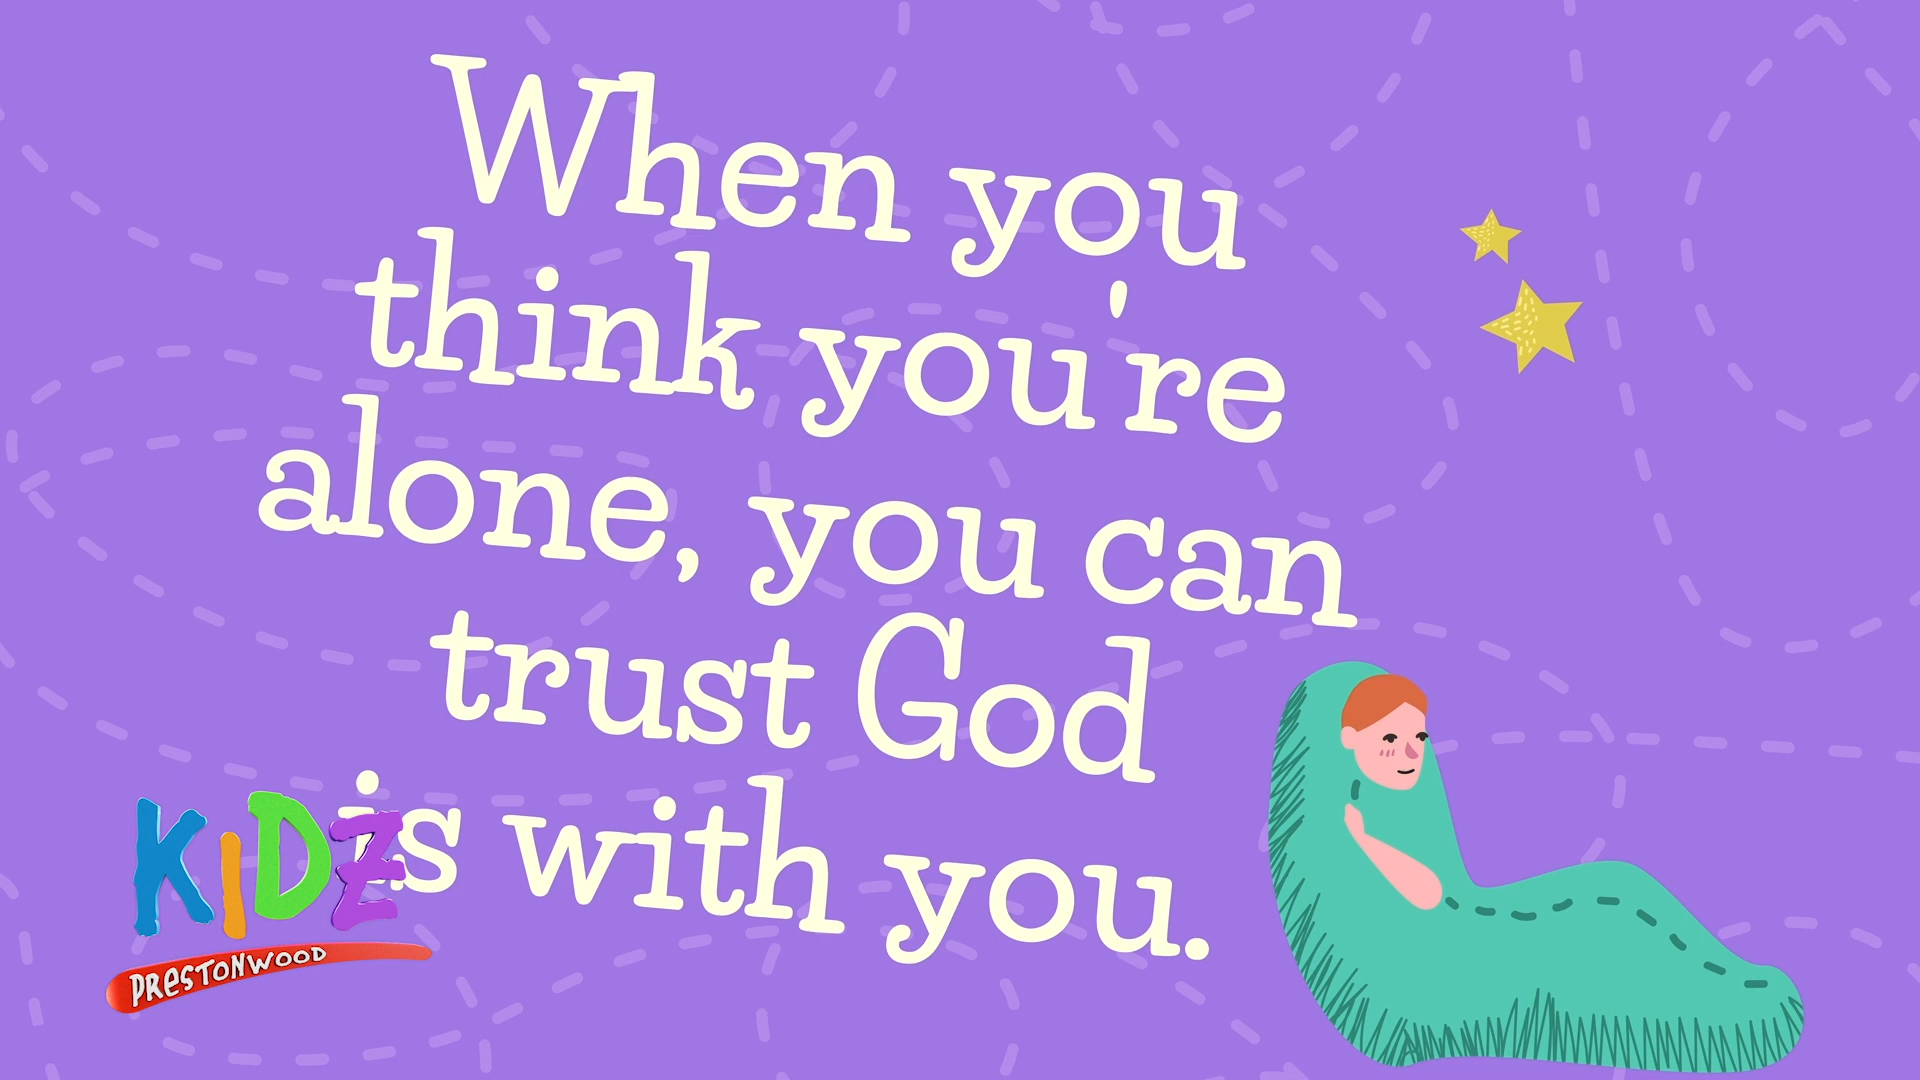 When you
think you're
alone, you can
trust God
is with you.
KiDZ
PRESTONWOOD